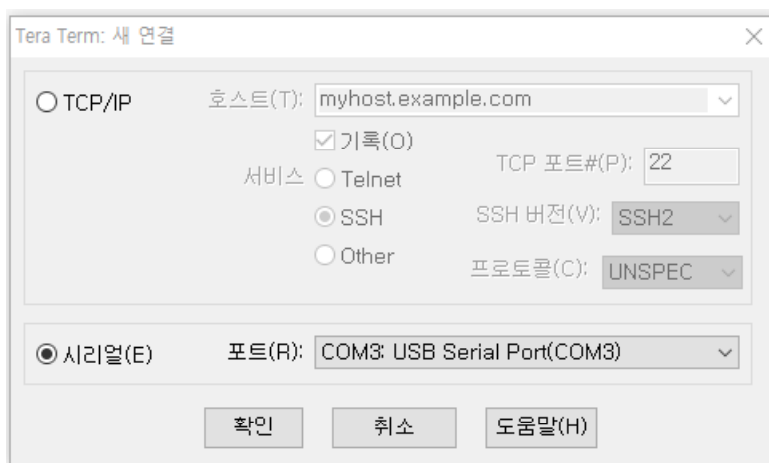 Tera Term: 새 연결
TCP/IP 호스트(T): myhost.example.com
기록(O)
서비스 Telnet TCP 포트#(P): 22
SSH SSH 버전(V): SSH2
Other 프로토콜(C): UNSPEC
시리얼(E) 포트(R): COM3: USB Serial Port(COM3)
확인 취소 도움말(H)